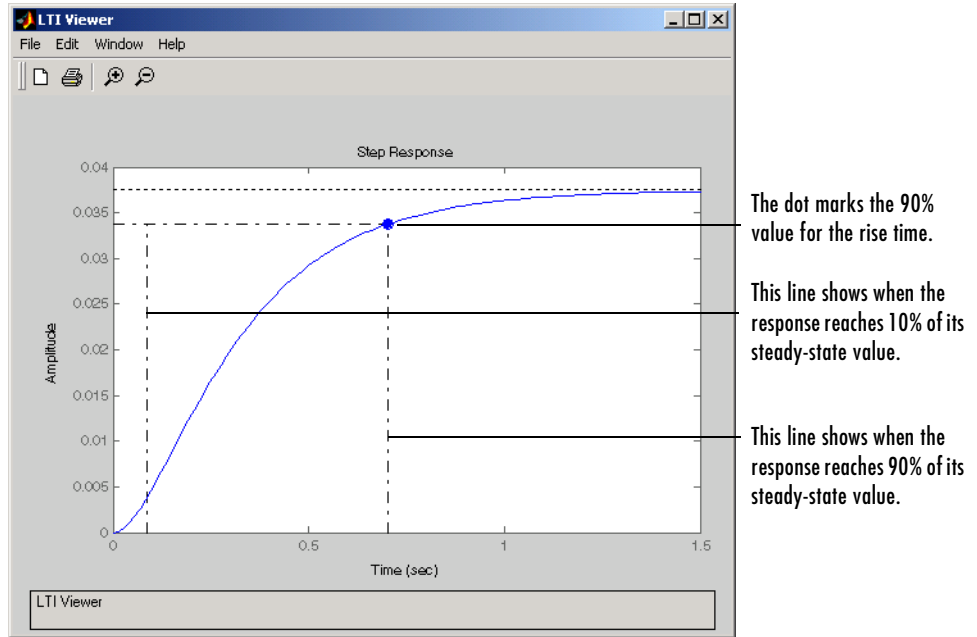 LTI Viewer
File Edit Window Help
Step Response
0.04
0.035
0.03
0.025
0.02
0.015
0.01
0.005
0
Amplitude
0 0.5 1 1.5
Time (sec)
LTI Viewer
The dot marks the 90%
value for the rise time.
This line shows when the
response reaches 10% of its
steady-state value.
This line shows when the
response reaches 90% of its
steady-state value.